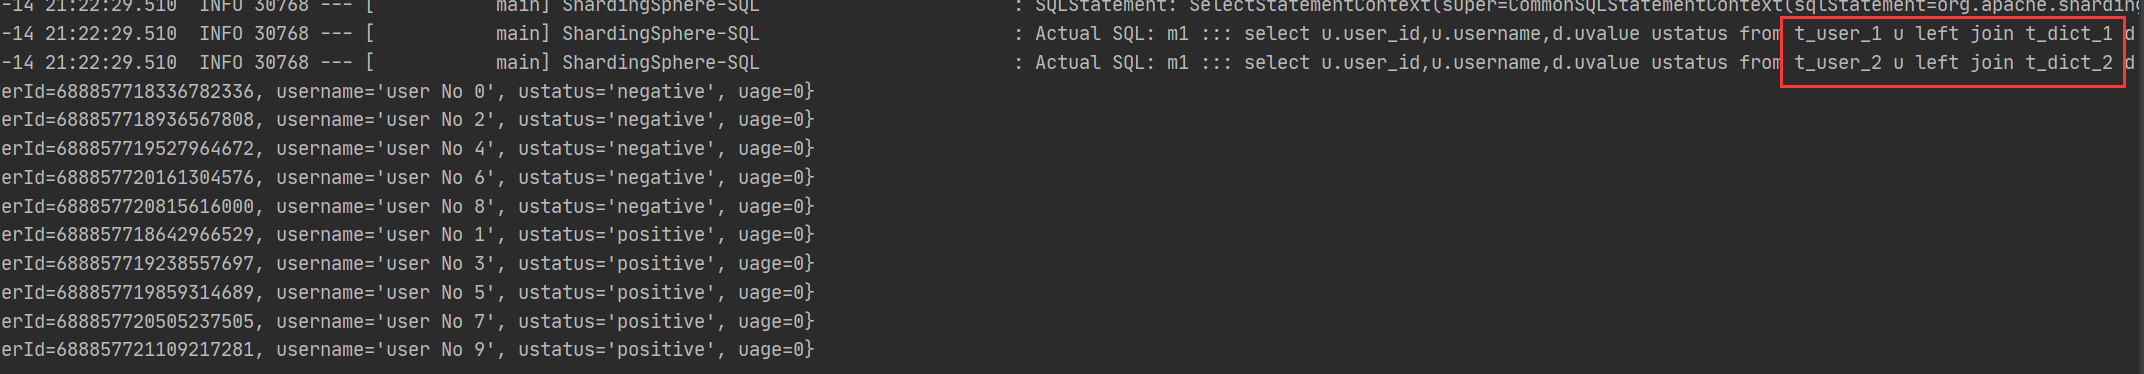 -14 21:22:29.510  INFO 30768 --- [           main] ShardingSphere-SQL                       : SQLStatement: SelectStatementContext(super=CommonSQLStatementContext(sqlStatement=org.apache.sharding
-14 21:22:29.510  INFO 30768 --- [           main] ShardingSphere-SQL                       : Actual SQL: m1 ::: select u.user_id,u.username,d.uvalue ustatus from t_user_1 u left join t_dict_1 d
-14 21:22:29.510  INFO 30768 --- [           main] ShardingSphere-SQL                       : Actual SQL: m1 ::: select u.user_id,u.username,d.uvalue ustatus from t_user_2 u left join t_dict_2 d
erId=688857718336782336, username='user No 0', ustatus='negative', uage=0}
erId=688857718936567808, username='user No 2', ustatus='negative', uage=0}
erId=688857719527964672, username='user No 4', ustatus='negative', uage=0}
erId=688857720161304576, username='user No 6', ustatus='negative', uage=0}
erId=688857720815616000, username='user No 8', ustatus='negative', uage=0}
erId=688857718642966529, username='user No 1', ustatus='positive', uage=0}
erId=688857719238557697, username='user No 3', ustatus='positive', uage=0}
erId=688857719859314689, username='user No 5', ustatus='positive', uage=0}
erId=688857720505237505, username='user No 7', ustatus='positive', uage=0}
erId=688857721109217281, username='user No 9', ustatus='positive', uage=0}